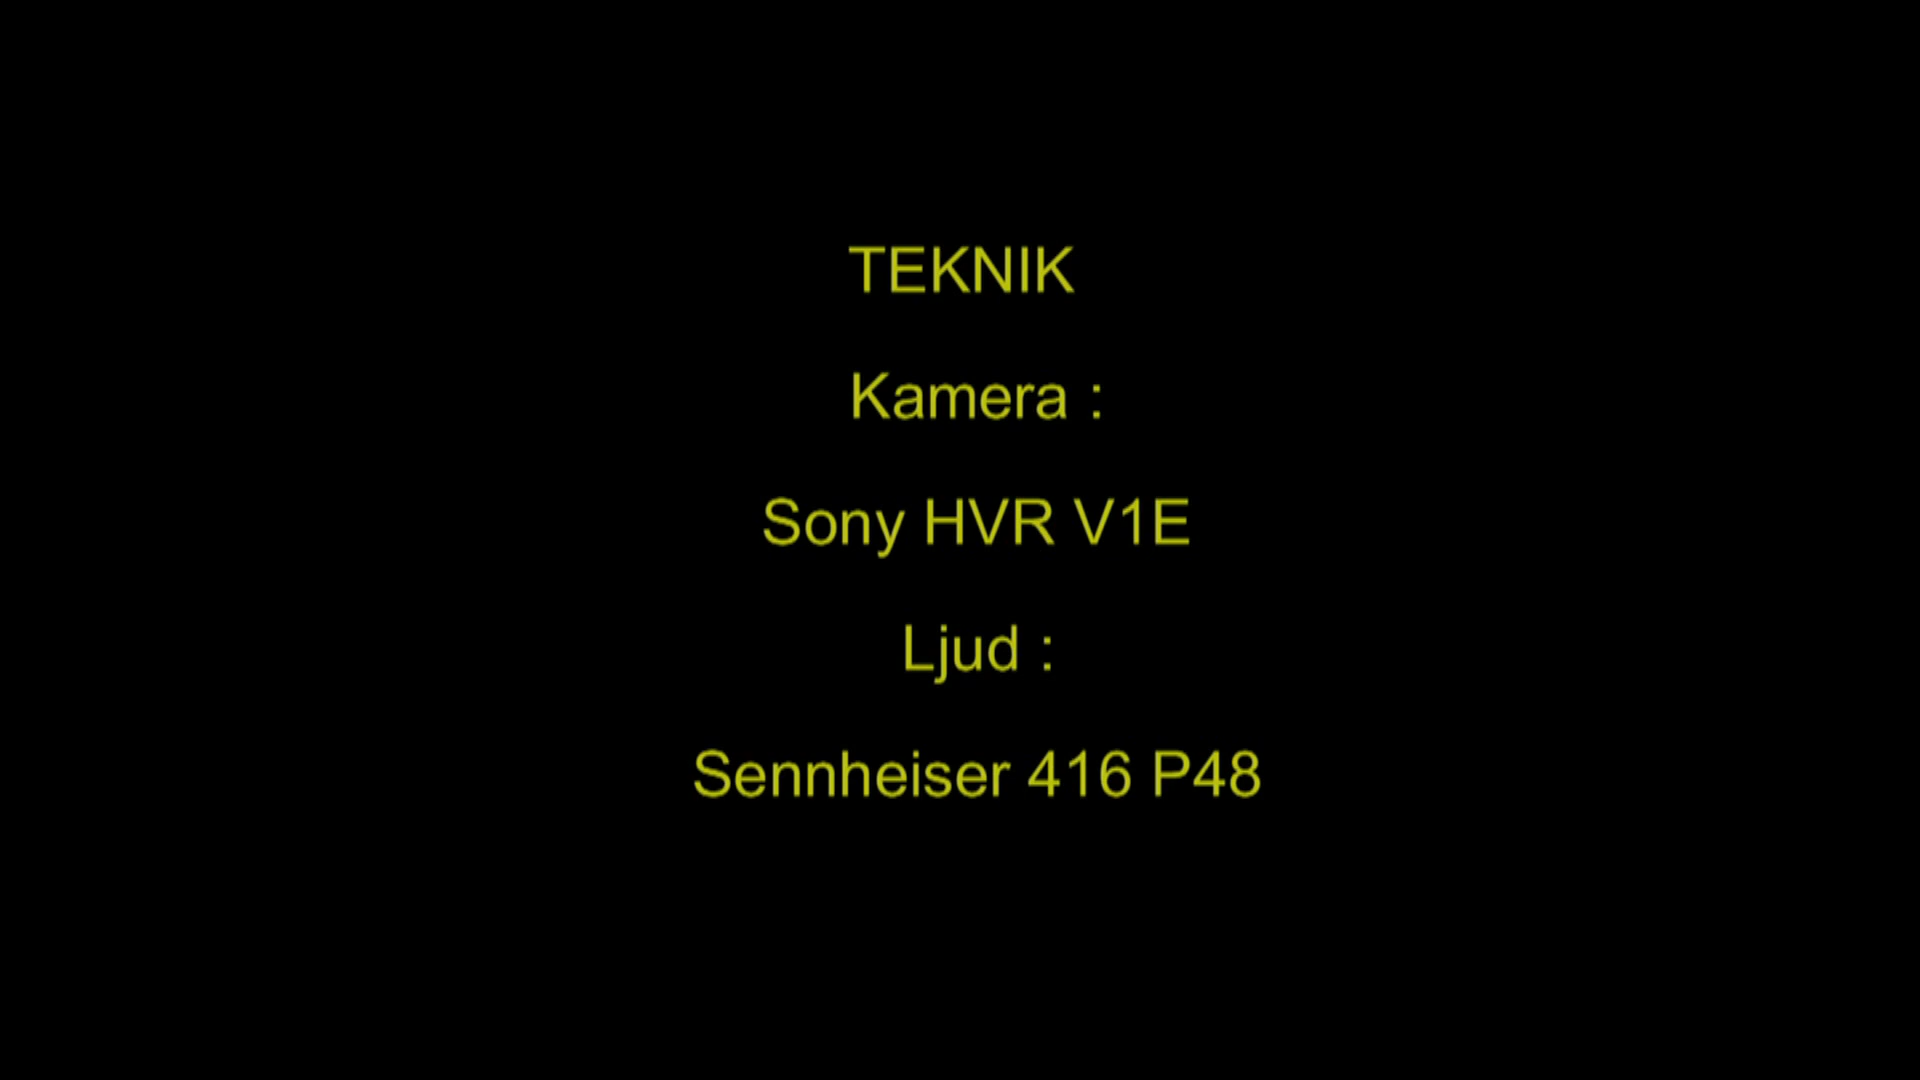 TEKNIK
Kamera :
Sony HVR V1E
Ljud :
Sennheiser 416 P48